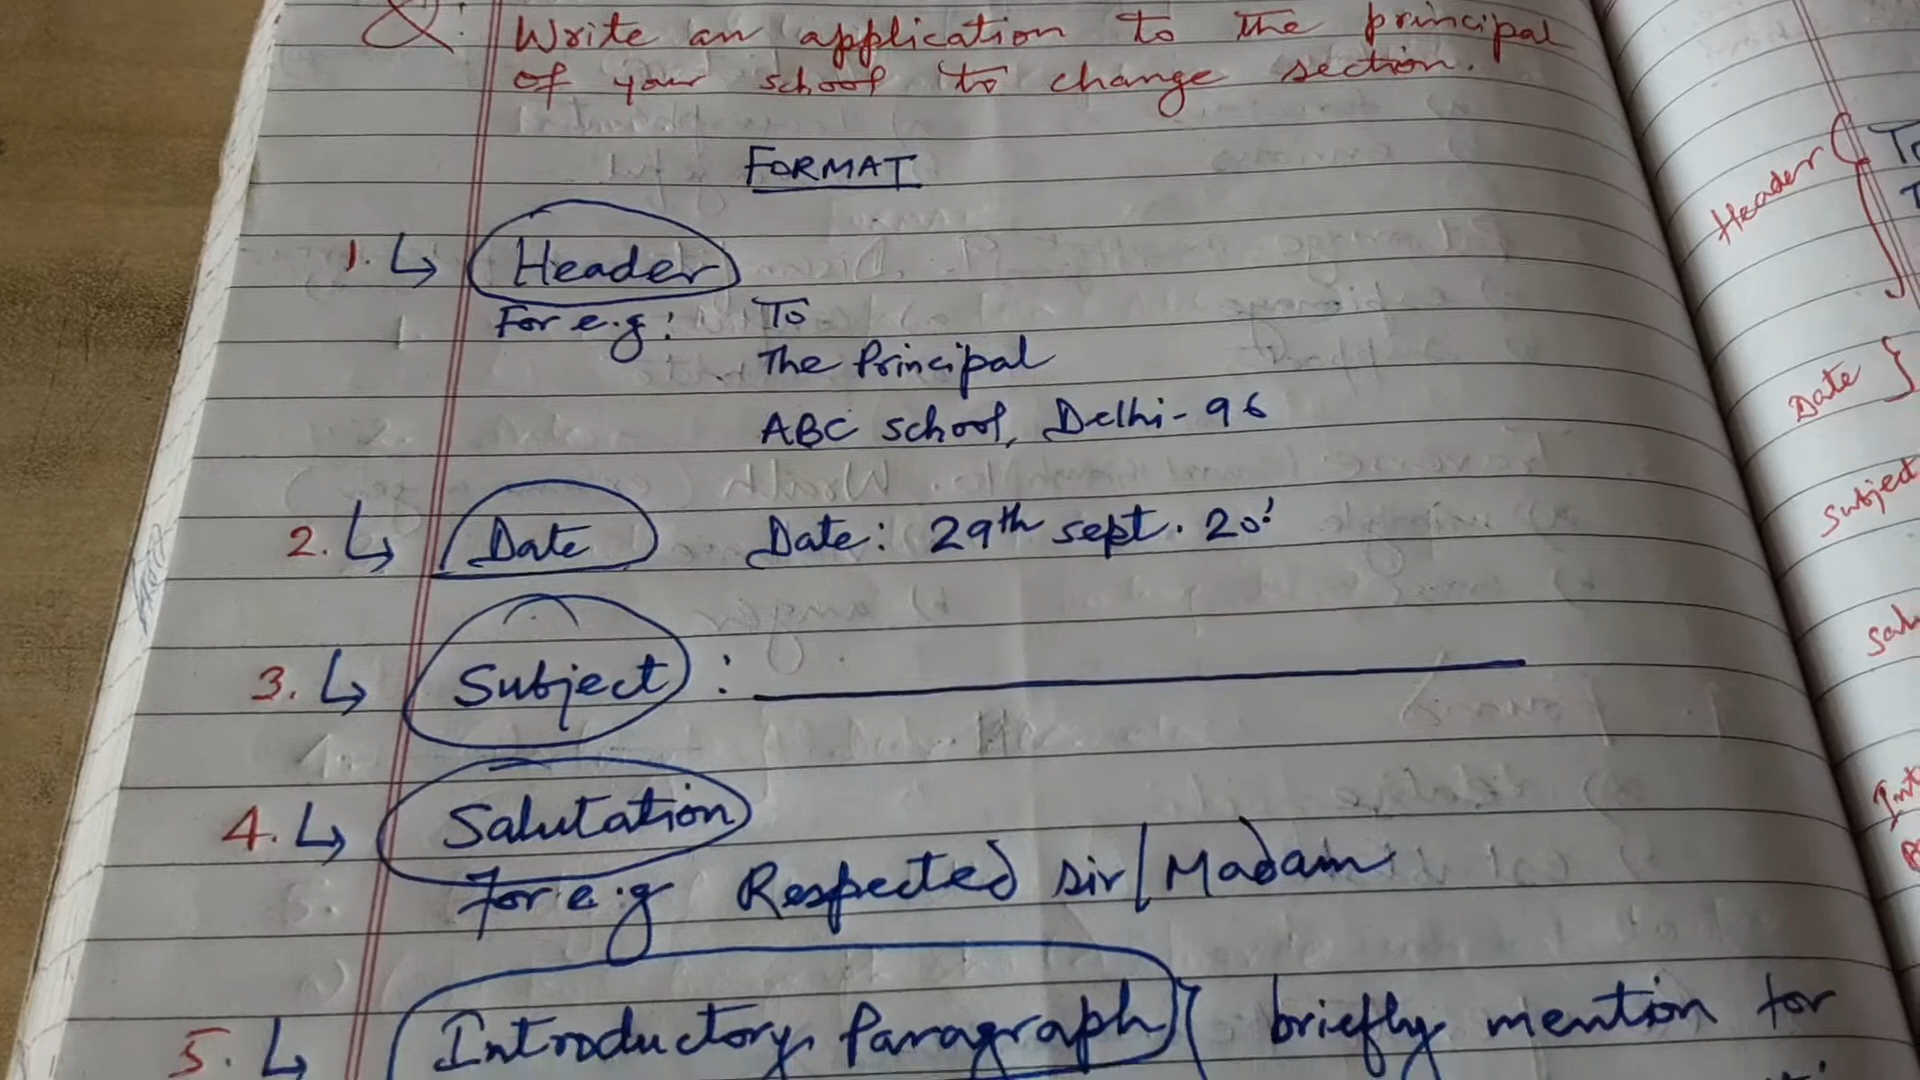 Q: Write an application to the principal
of your school to change section.
FORMAT
1. ↳ Header
For e.g: To
The Principal
ABC school, Delhi-96
2. ↳ Date Date: 29th sept. 20
3. ↳ Subject :
4. ↳ Salutation
For e.g Respected sir/Madam
5. ↳ Introductory Paragraph briefly mention for
Header
To
Date
Subject